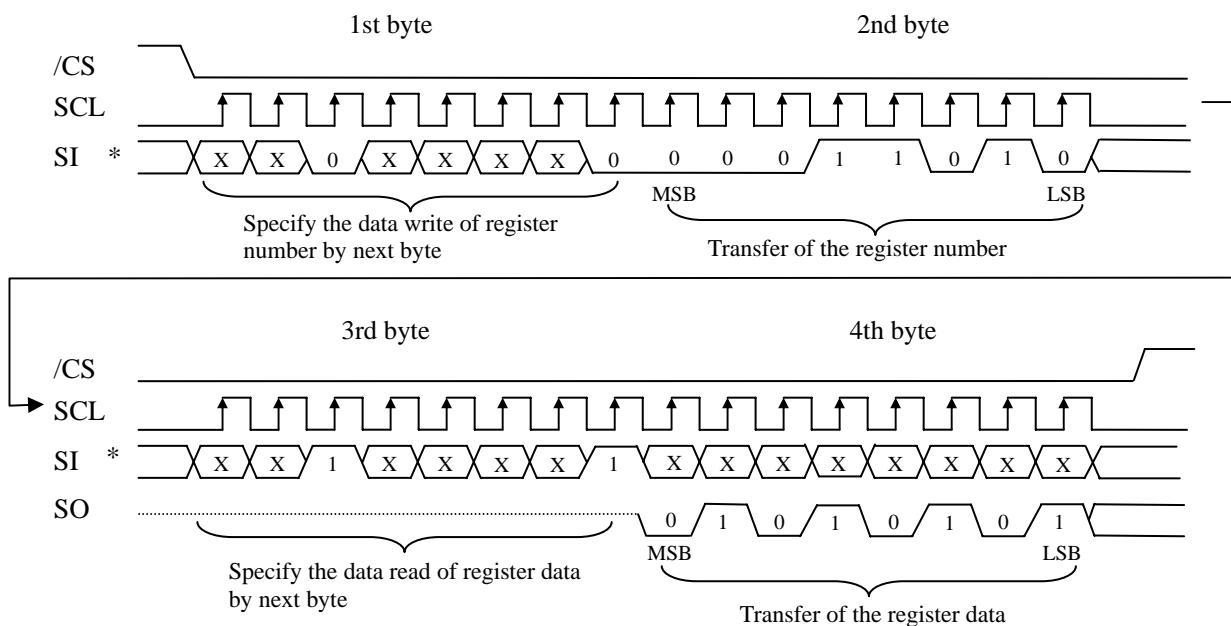 1st byte 2nd byte
/CS
SCL
SI * X X 0 X X X X 0 0 0 0 1 1 0 1 0
MSB LSB
Specify the data write of register
number by next byte
Transfer of the register number
3rd byte 4th byte
/CS
SCL
SI * X X 1 X X X X 1 X X X X X X X X
SO 0 1 0 1 0 1 0 1
MSB LSB
Specify the data read of register data
by next byte
Transfer of the register data